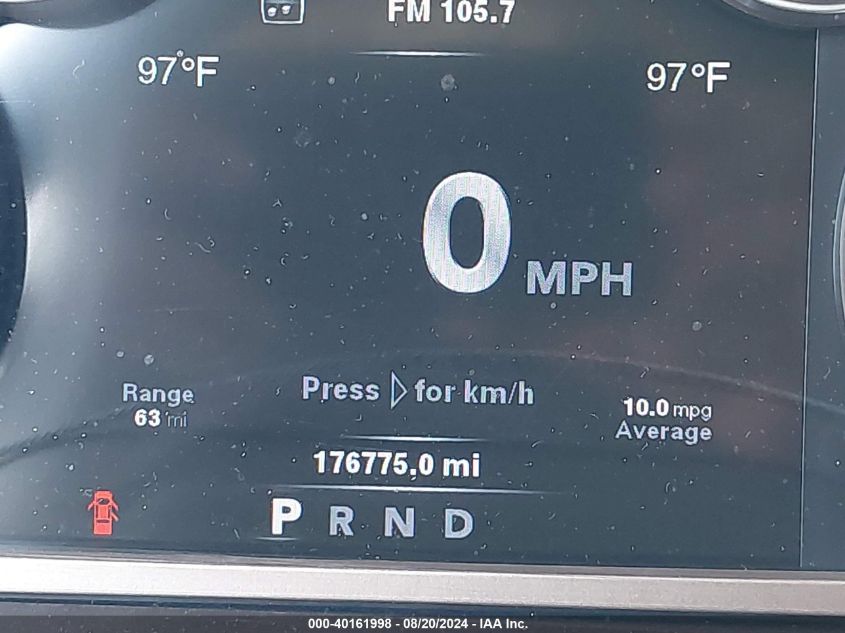 FM 105.7
97°F 97°F
0 MPH
Press for km/h
Range
63 mi
10.0 mpg
Average
176775.0 mi
P R N D
000-40161998 - 08/20/2024 - IAA Inc.